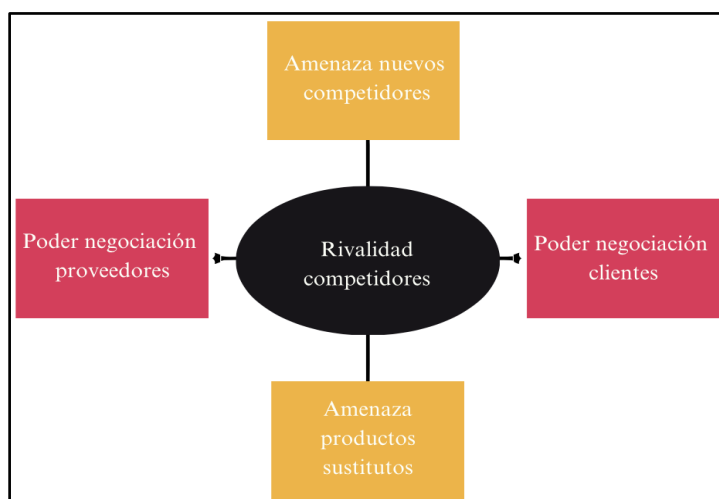 Amenaza nuevos
competidores
Poder negociación
proveedores
Rivalidad
competidores
Poder negociación
clientes
Amenaza
productos
sustitutos